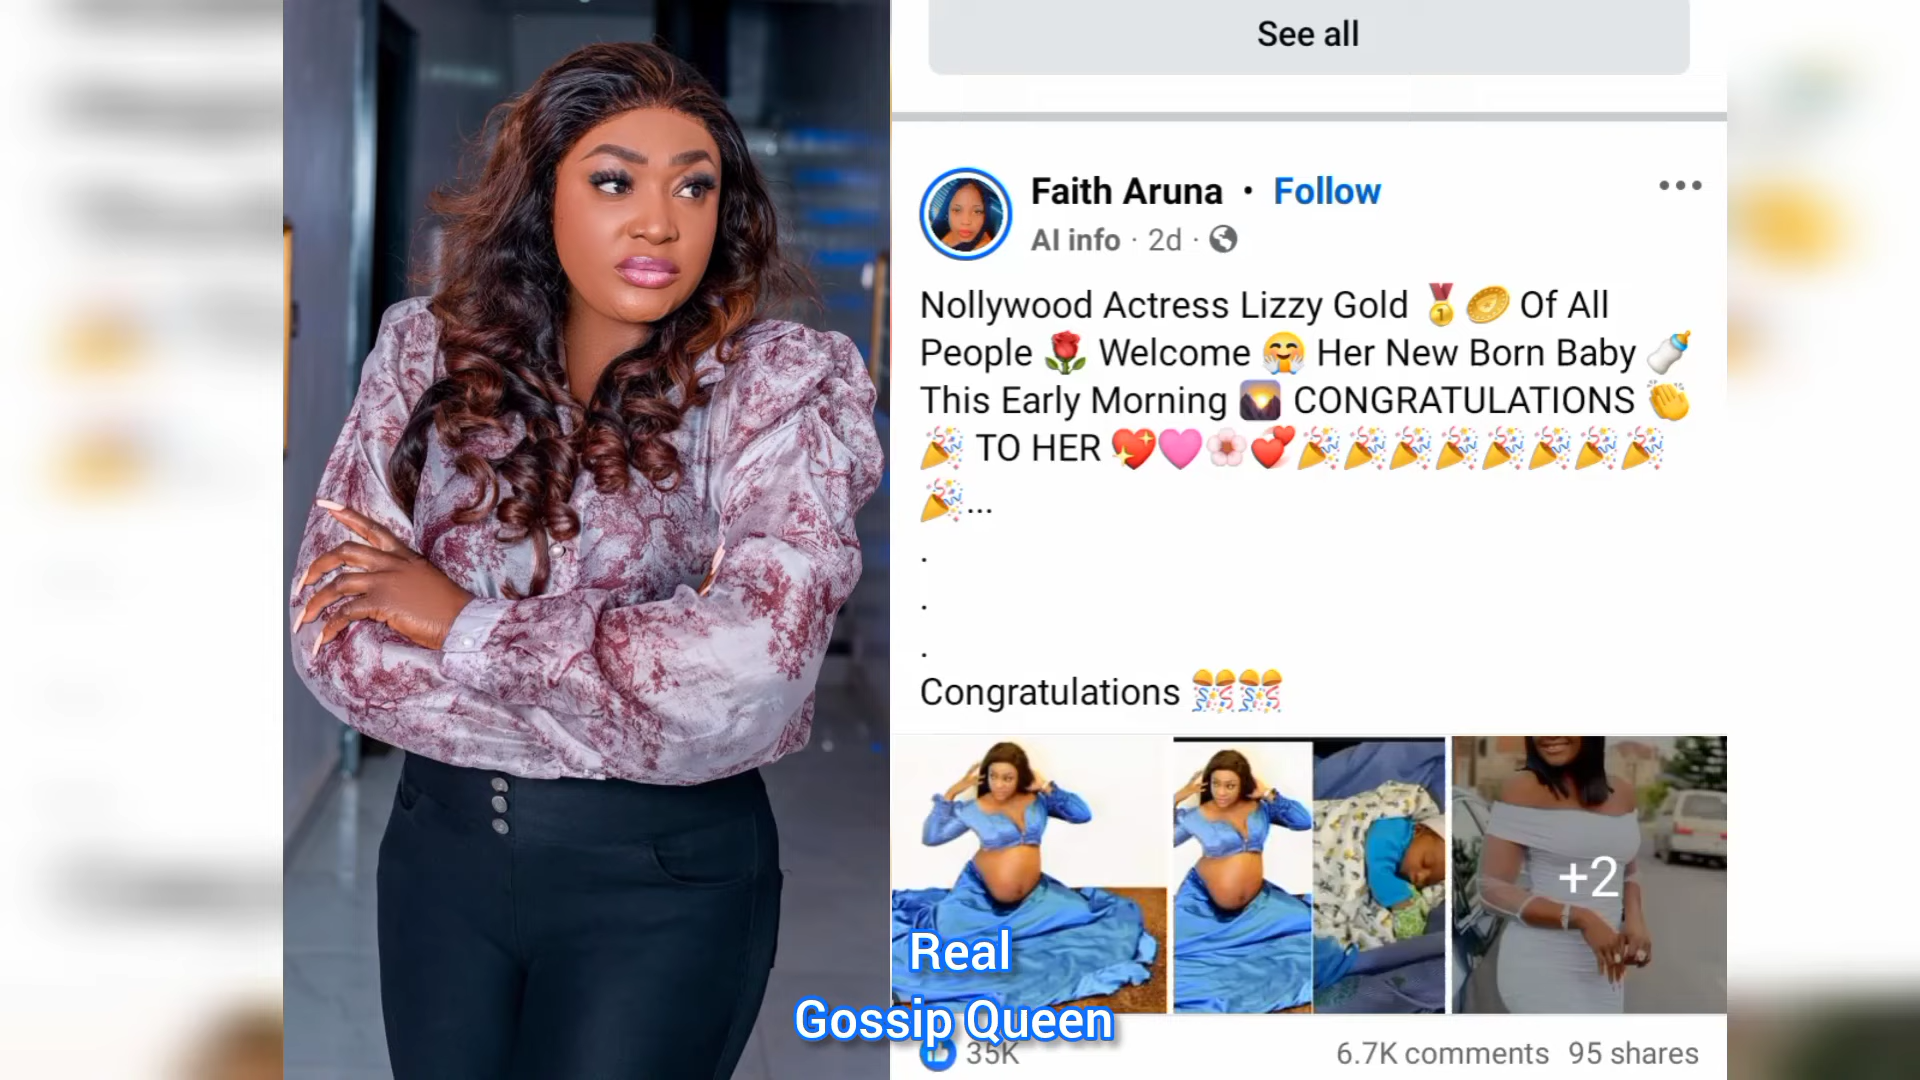 See all
Faith Aruna · Follow
AI info · 2d ·
Nollywood Actress Lizzy Gold 🏅🪙 Of All
People 🌹 Welcome 🤗 Her New Born Baby 🍼
This Early Morning 🌄 CONGRATULATIONS 👏
🎉 TO HER 💖🩷🌸💞🎉🎉🎉🎉🎉🎉🎉🎉
🎉...
.
.
.
Congratulations 🎊🎊
+2
Real
Gossip Queen
35K 6.7K comments 95 shares